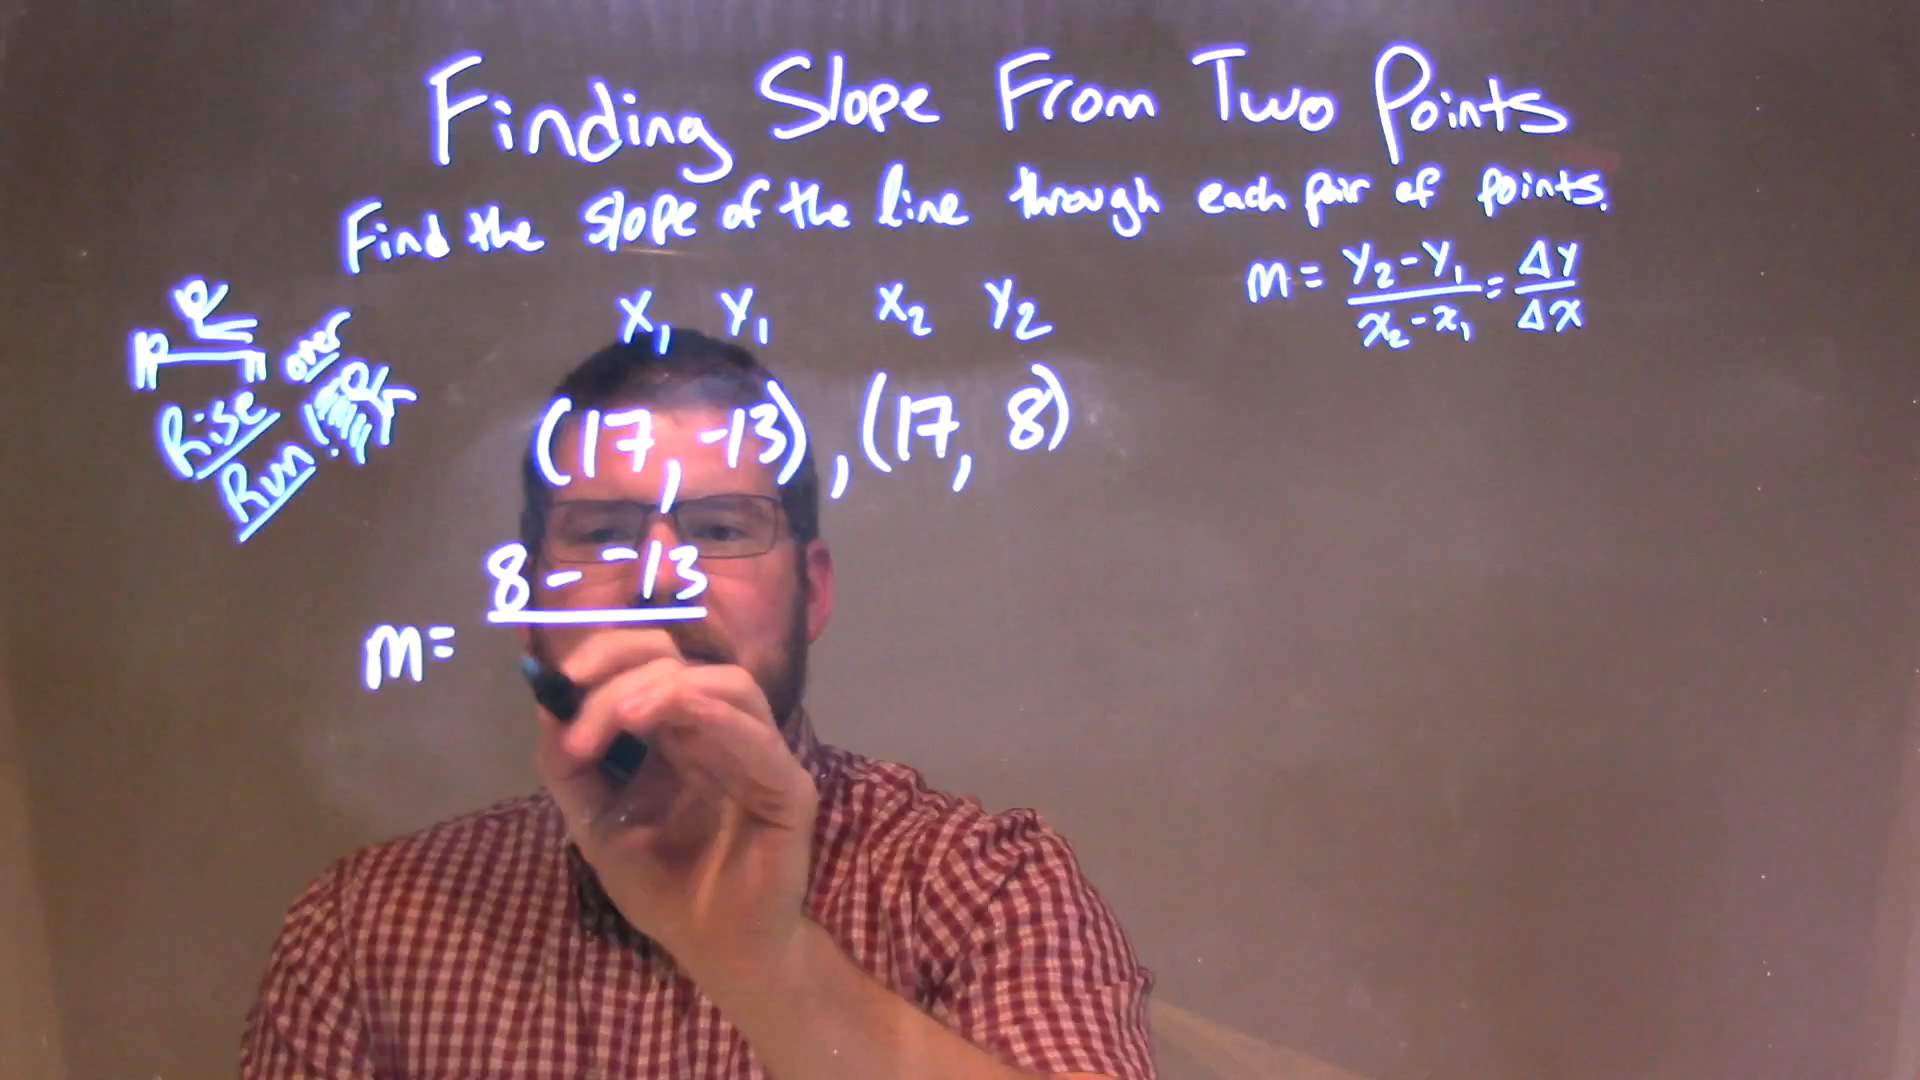 Finding Slope From Two Points
Find the slope of the line through each pair of points.
m = y₂-y₁/x₂-x₁ = Δy/Δx
x₁ y₁ x₂ y₂
over
Rise
Run
(17, -13), (17, 8)
8 - -13
m=